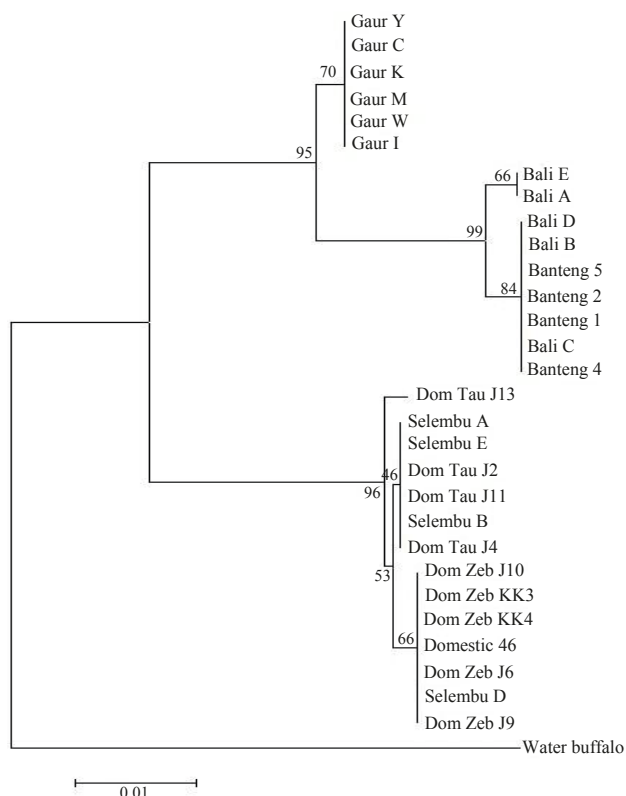 Gaur Y
Gaur C
70 Gaur K
Gaur M
Gaur W
Gaur I
95
66 Bali E
Bali A
Bali D
99 Bali B
Banteng 5
84 Banteng 2
Banteng 1
Bali C
Banteng 4
Dom Tau J13
Selembu A
Selembu E
46 Dom Tau J2
96 Dom Tau J11
Selembu B
Dom Tau J4
53 Dom Zeb J10
Dom Zeb KK3
Dom Zeb KK4
66 Domestic 46
Dom Zeb J6
Selembu D
Dom Zeb J9
Water buffalo
0.01